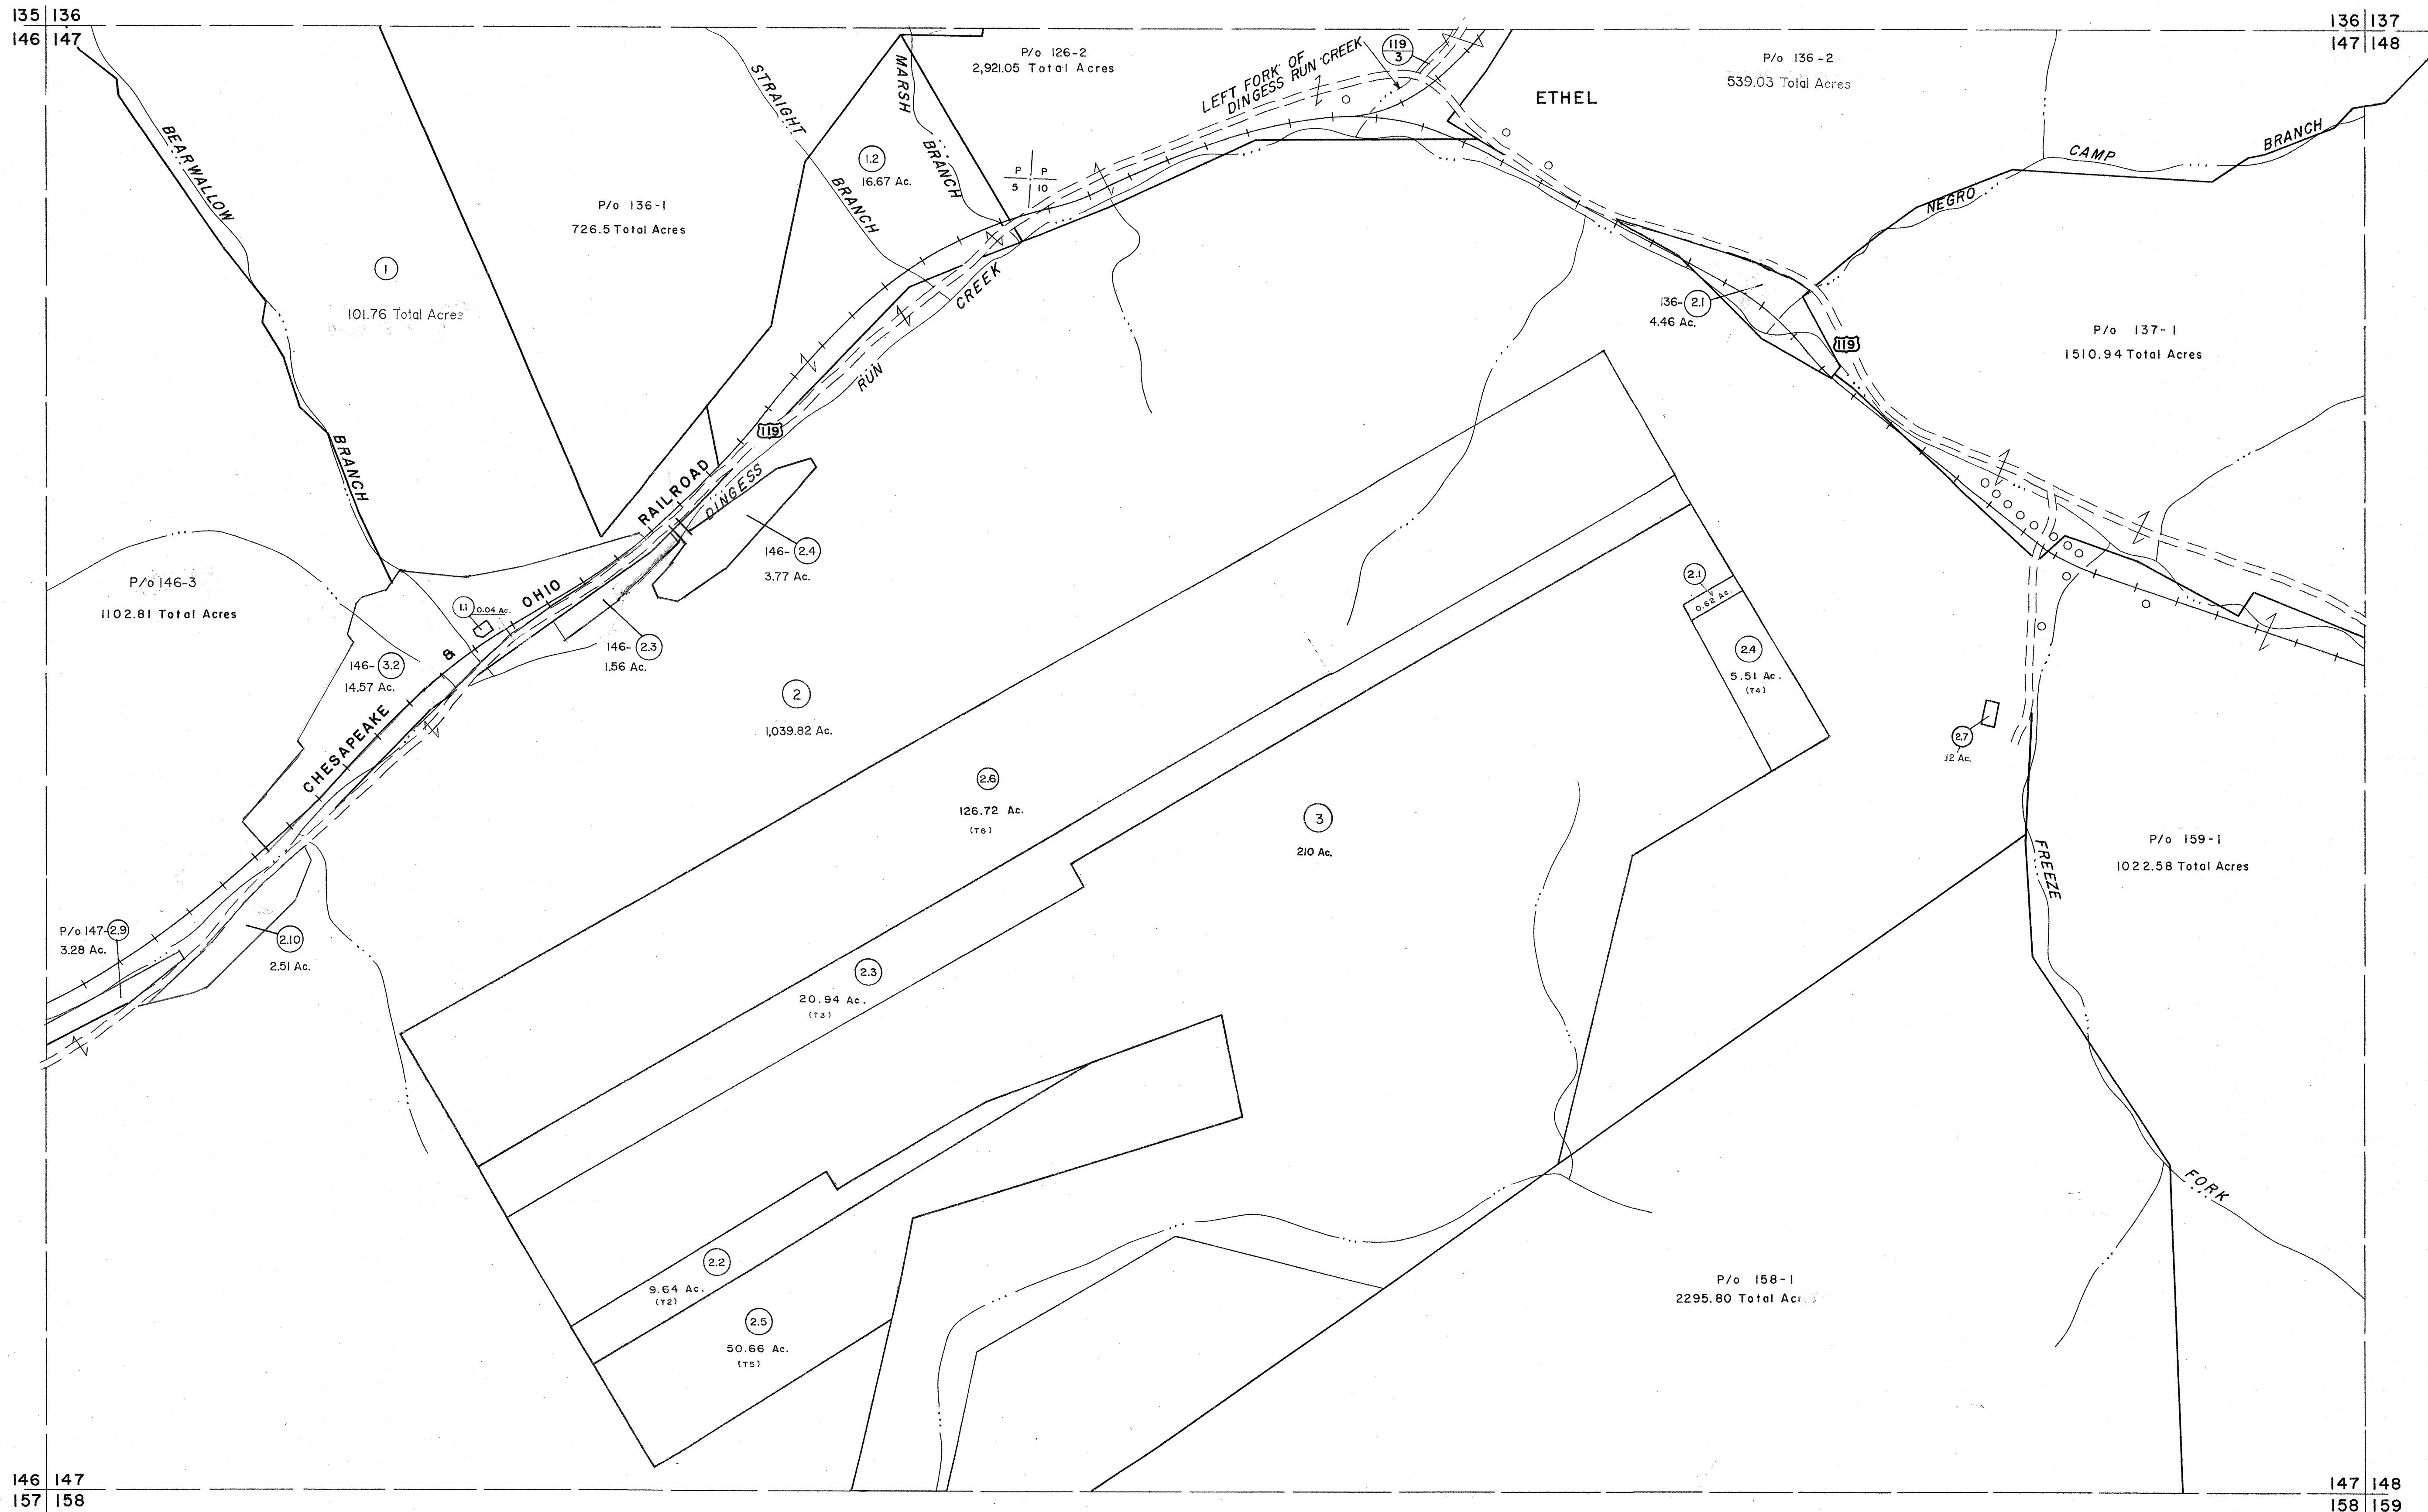 135 136
146 147
136 137
147 148
BEARWALLOW
BRANCH
STRAIGHT
BRANCH
MARSH
BRANCH
P/o 126-2
2,921.05 Total Acres
LEFT FORK OF
DINGESS RUN CREEK
119
3
ETHEL
P/o 136-2
539.03 Total Acres
CAMP
BRANCH
NEGRO
1.2
16.67 Ac.
P P
5 10
P/o 136-1
726.5 Total Acres
1
101.76 Total Acres
CREEK
RUN
DINGESS
119
136- 2.1
4.46 Ac.
119
P/o 137-1
1510.94 Total Acres
RAILROAD
OHIO
&
CHESAPEAKE
146- 2.4
3.77 Ac.
P/o 146-3
1102.81 Total Acres
1.1 0.04 Ac.
146- 2.3
1.56 Ac.
146- 3.2
14.57 Ac.
2
1,039.82 Ac.
2.1
0.62 Ac.
2.4
5.51 Ac.
(T4)
2.7
.12 Ac.
2.6
126.72 Ac.
(T6)
3
210 Ac.
P/o 159-1
1022.58 Total Acres
FREEZE
FORK
P/o 147-2.9
3.28 Ac.
2.10
2.51 Ac.
2.3
20.94 Ac.
(T3)
2.2
9.64 Ac.
(T2)
2.5
50.66 Ac.
(T5)
P/o 158-1
2295.80 Total Acres
146 147
157 158
147 148
158 159